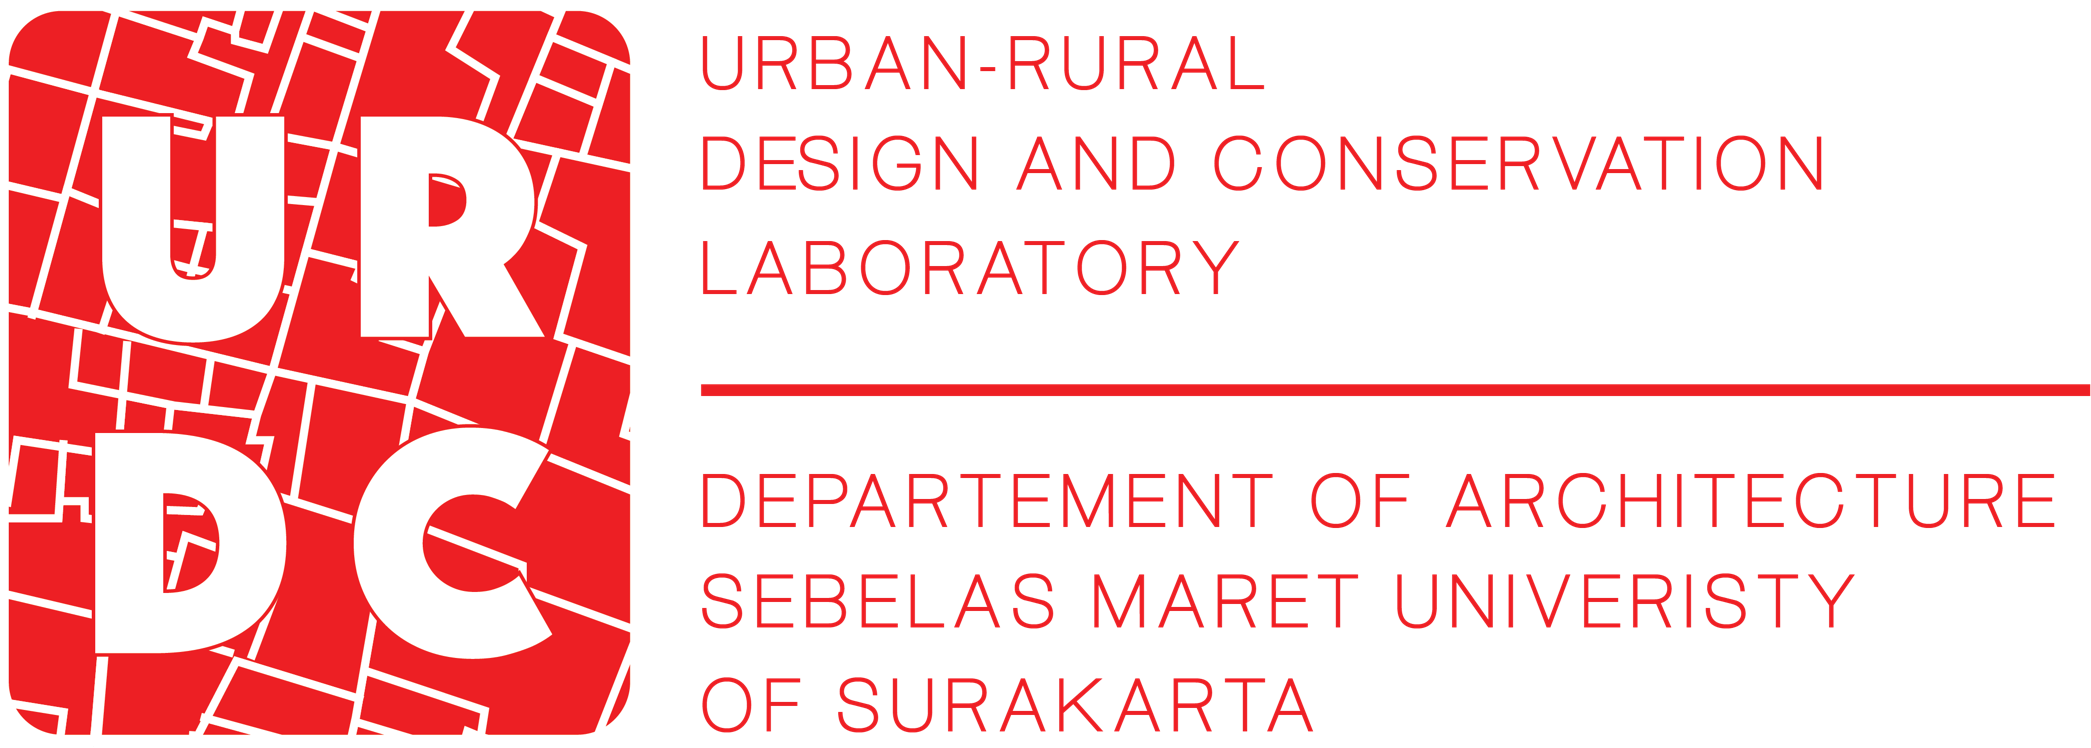 UR
DC
URBAN-RURAL
DESIGN AND CONSERVATION
LABORATORY
DEPARTEMENT OF ARCHITECTURE
SEBELAS MARET UNIVERISTY
OF SURAKARTA